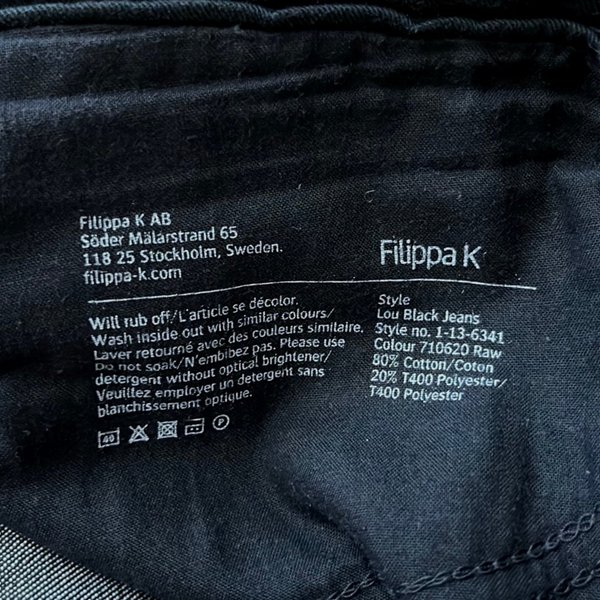 Filippa K AB
Söder Mälarstrand 65
118 25 Stockholm, Sweden.
filippa-k.com
Filippa K
Will rub off/L'article se décolor.
Wash inside out with similar colours/
Laver retourné avec des couleurs similaire.
Do not soak/N'embibez pas. Please use
detergent without optical brightener/
Veuillez employer un detergent sans
blanchissement optique.
40
P
Style
Lou Black Jeans
Style no. 1-13-6341
Colour 710620 Raw
80% Cotton/Coton
20% T400 Polyester/
T400 Polyester